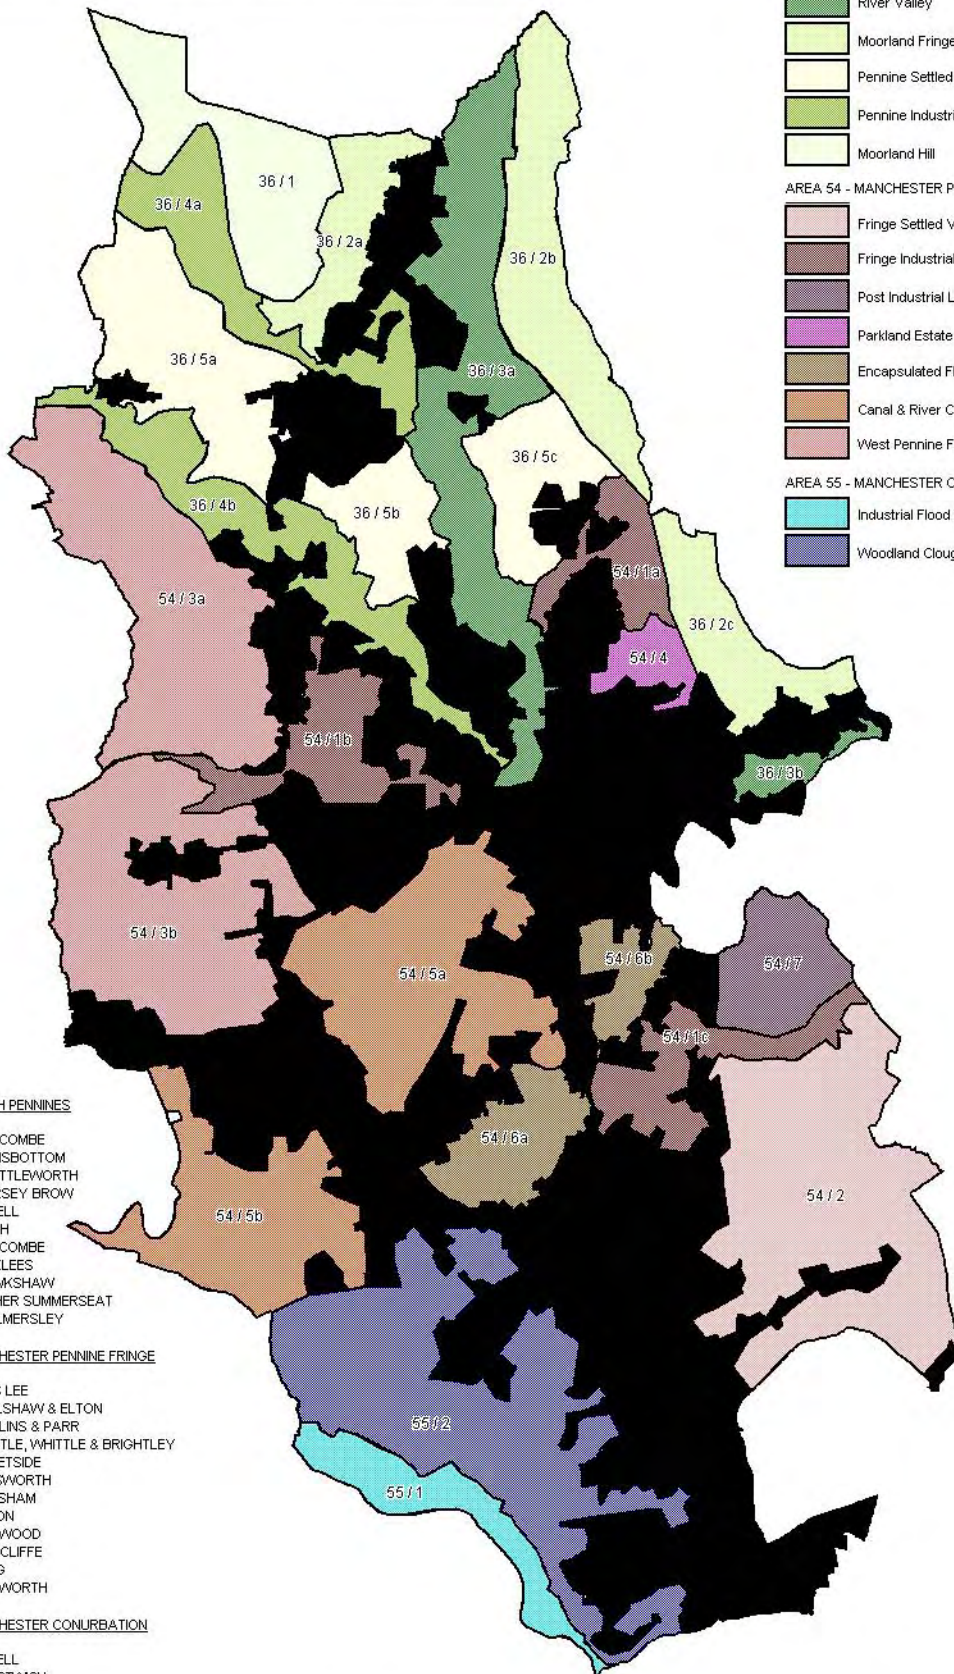 River Valley
Moorland Fringe
Pennine Settled
Pennine Industri
Moorland Hill
AREA 54 - MANCHESTER P
Fringe Settled V
Fringe Industrial
Post Industrial L
Parkland Estate
Encapsulated Fl
Canal & River C
West Pennine F
AREA 55 - MANCHESTER C
Industrial Flood
Woodland Cloug
36 / 1
36 / 4a
36 / 2a
36 / 2b
36 / 5a
36 / 3a
36 / 5c
36 / 4b
36 / 5b
54 / 1a
54 / 3a
36 / 2c
54 / 4
54 / 1b
36 / 3b
54 / 3b
54 / 6b
54 / 7
54 / 5a
54 / 1c
54 / 6a
54 / 2
54 / 5b
55 / 2
55 / 1
H PENNINES
COMBE
SBOTTOM
TTLEWORTH
RSEY BROW
ELL
H
COMBE
LEES
WKSHAW
HER SUMMERSEAT
LMERSLEY
HESTER PENNINE FRINGE
LEE
LSHAW & ELTON
LINS & PARR
TLE, WHITTLE & BRIGHTLEY
ETSIDE
SWORTH
SHAM
ON
WOOD
CLIFFE
G
WORTH
HESTER CONURBATION
ELL